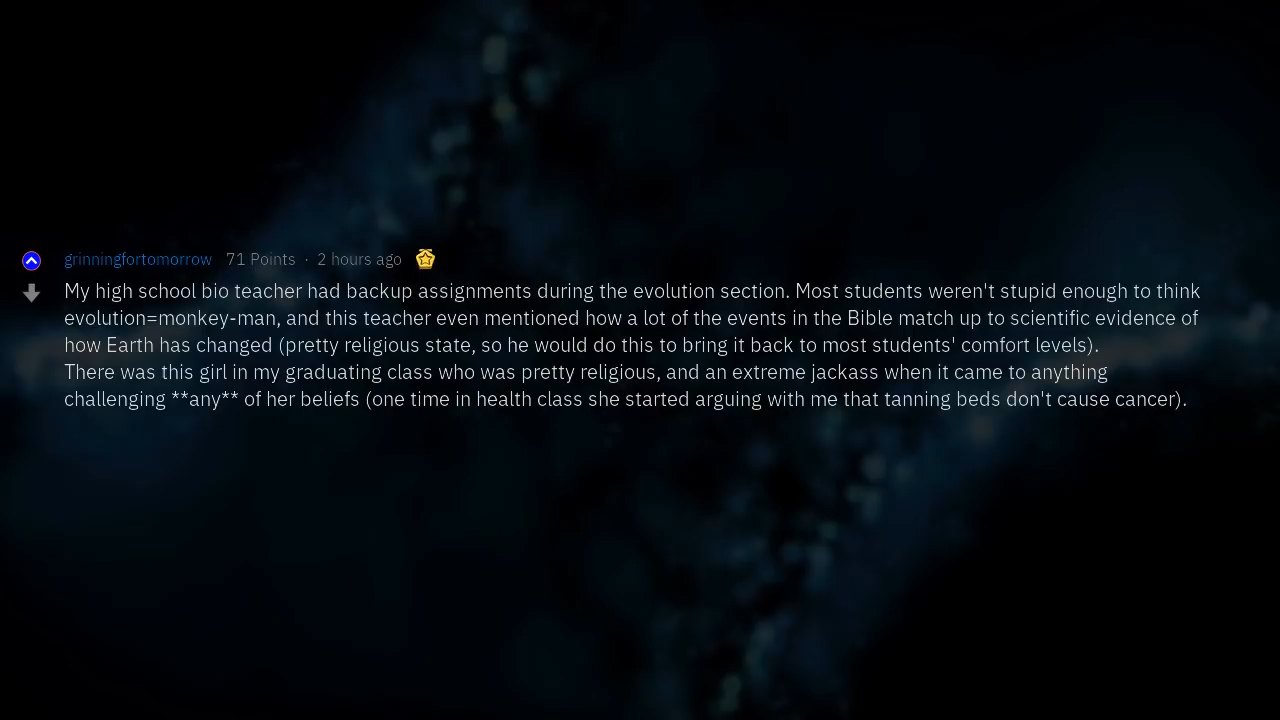 grinningfortomorrow 71 Points · 2 hours ago
My high school bio teacher had backup assignments during the evolution section. Most students weren't stupid enough to think
evolution=monkey-man, and this teacher even mentioned how a lot of the events in the Bible match up to scientific evidence of
how Earth has changed (pretty religious state, so he would do this to bring it back to most students' comfort levels).
There was this girl in my graduating class who was pretty religious, and an extreme jackass when it came to anything
challenging **any** of her beliefs (one time in health class she started arguing with me that tanning beds don't cause cancer).